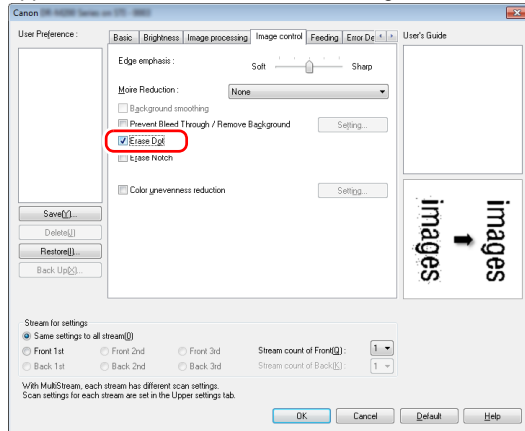 Canon
User Preference :
Basic Brightness Image processing Image control Feeding Error De
User's Guide
Edge emphasis :
Soft
Sharp
Moire Reduction :
None
Background smoothing
Prevent Bleed Through / Remove Background
Setting...
Erase Dot
Erase Notch
Color unevenness reduction
Setting...
Save(Y)...
Delete(J)
Restore(I)...
Back Up(X)...
images
images
Stream for settings
Same settings to all stream(0)
Front 1st Front 2nd Front 3rd Stream count of Front(Q) : 1
Back 1st Back 2nd Back 3rd Stream count of Back(K) : 1
With MultiStream, each stream has different scan settings.
Scan settings for each stream are set in the Upper settings tab.
OK Cancel Default Help